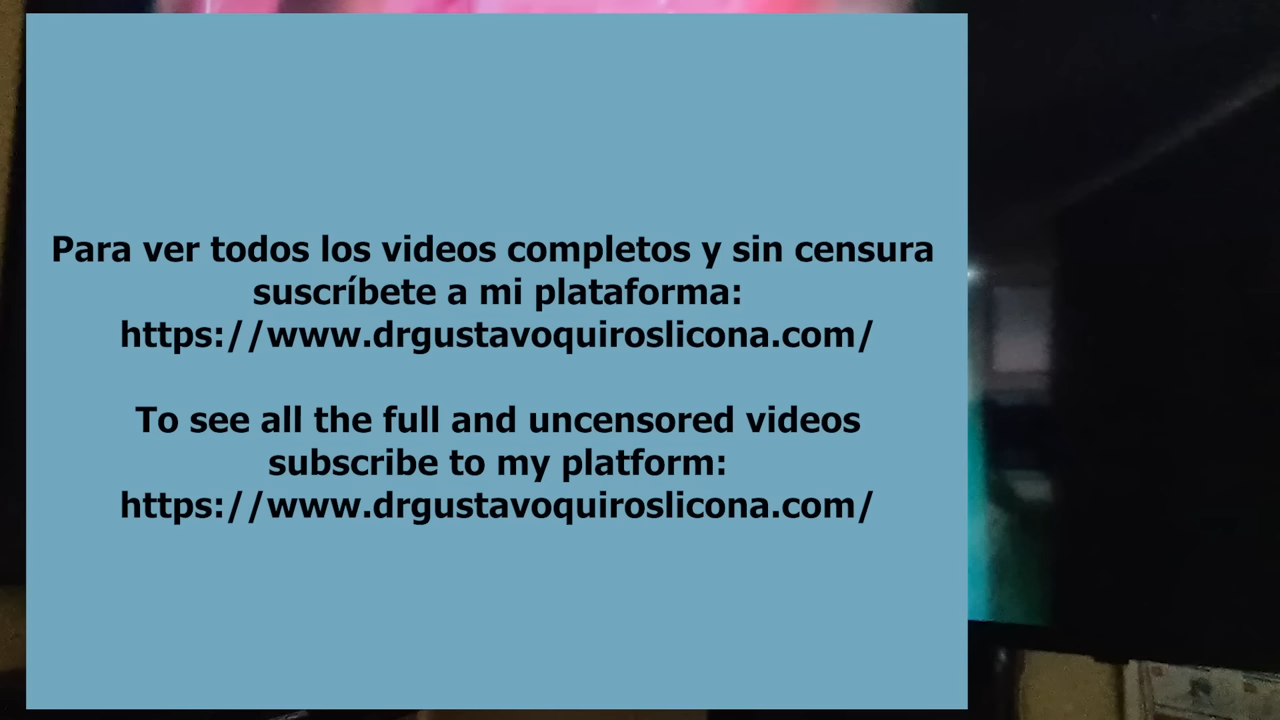 Para ver todos los videos completos y sin censura
suscríbete a mi plataforma:
https://www.drgustavoquiroslicona.com/
To see all the full and uncensored videos
subscribe to my platform:
https://www.drgustavoquiroslicona.com/